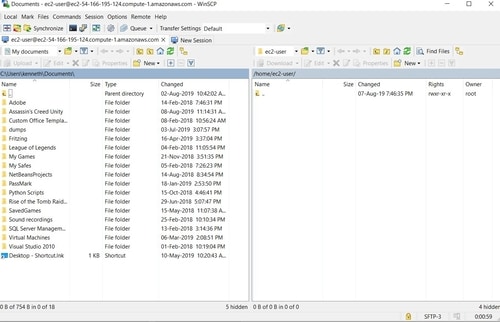 Documents - ec2-user@ec2-54-166-195-124.compute-1.amazonaws.com - WinSCP
Local Mark Files Commands Session Options Remote Help
Synchronize Queue Transfer Settings Default
ec2-user@ec2-54-166-195-124.compute-1.amazonaws.com New Session
My documents
ec2-user Find Files
Upload Edit Properties New
Download Edit Properties New
C:\Users\kenneth\Documents\
/home/ec2-user/
Name Size Type Changed
Name Size Changed Rights Owner
.. Parent directory 02-Aug-2019 10:42:02 A...
.. 07-Aug-19 7:46:35 PM rwxr-xr-x root
Adobe File folder 14-Feb-2018 7:46:31 PM
Assassin's Creed Unity File folder 08-Aug-2019 11:14:31 A...
Custom Office Templa... File folder 08-Feb-2018 10:56:24 AM
dumps File folder 03-Jul-2019 3:07:57 PM
Fritzing File folder 16-Apr-2019 3:37:04 PM
League of Legends File folder 04-Feb-2018 11:05:54 PM
My Games File folder 21-Nov-2018 3:51:35 PM
My Safes File folder 05-Feb-2018 7:26:23 PM
NetBeansProjects File folder 14-Aug-2018 8:34:54 PM
PassMark File folder 18-Jan-2019 2:53:50 PM
Python Scripts File folder 15-Oct-2018 4:46:41 PM
Rise of the Tomb Raid... File folder 29-Jun-2018 5:07:47 PM
SavedGames File folder 15-May-2018 11:07:38 A...
Sound recordings File folder 25-Feb-2018 10:10:34 PM
SQL Server Managem... File folder 13-Feb-2018 3:14:36 PM
Virtual Machines File folder 06-Mar-2019 2:08:51 PM
Visual Studio 2010 File folder 01-Feb-2018 10:19:04 PM
Desktop - Shortcut.lnk 1 KB Shortcut 10-May-2019 10:20:43 A...
0 B of 754 B in 0 of 18 5 hidden
0 B of 0 B in 0 of 0 4 hidden
SFTP-3 0:00:59